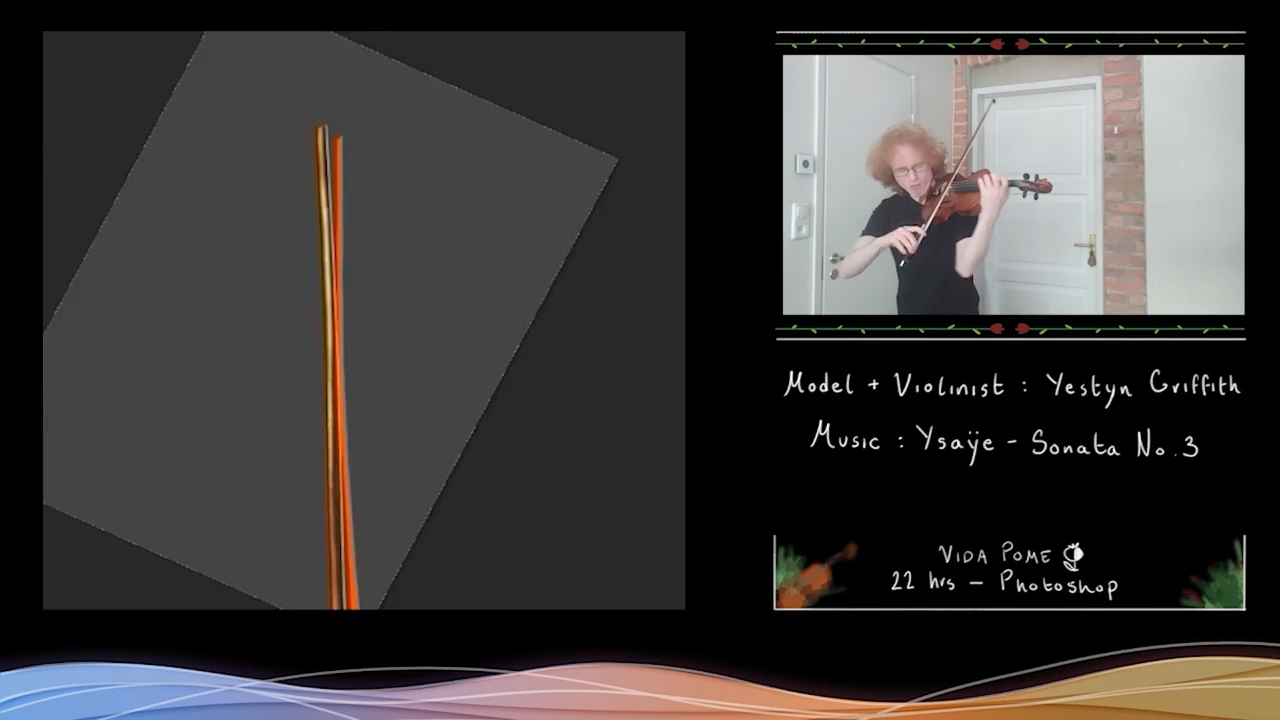 Model + Violinist : Yestyn Griffith
Music : Ysaÿe - Sonata No.3
VIDA POME
22 hrs - Photoshop